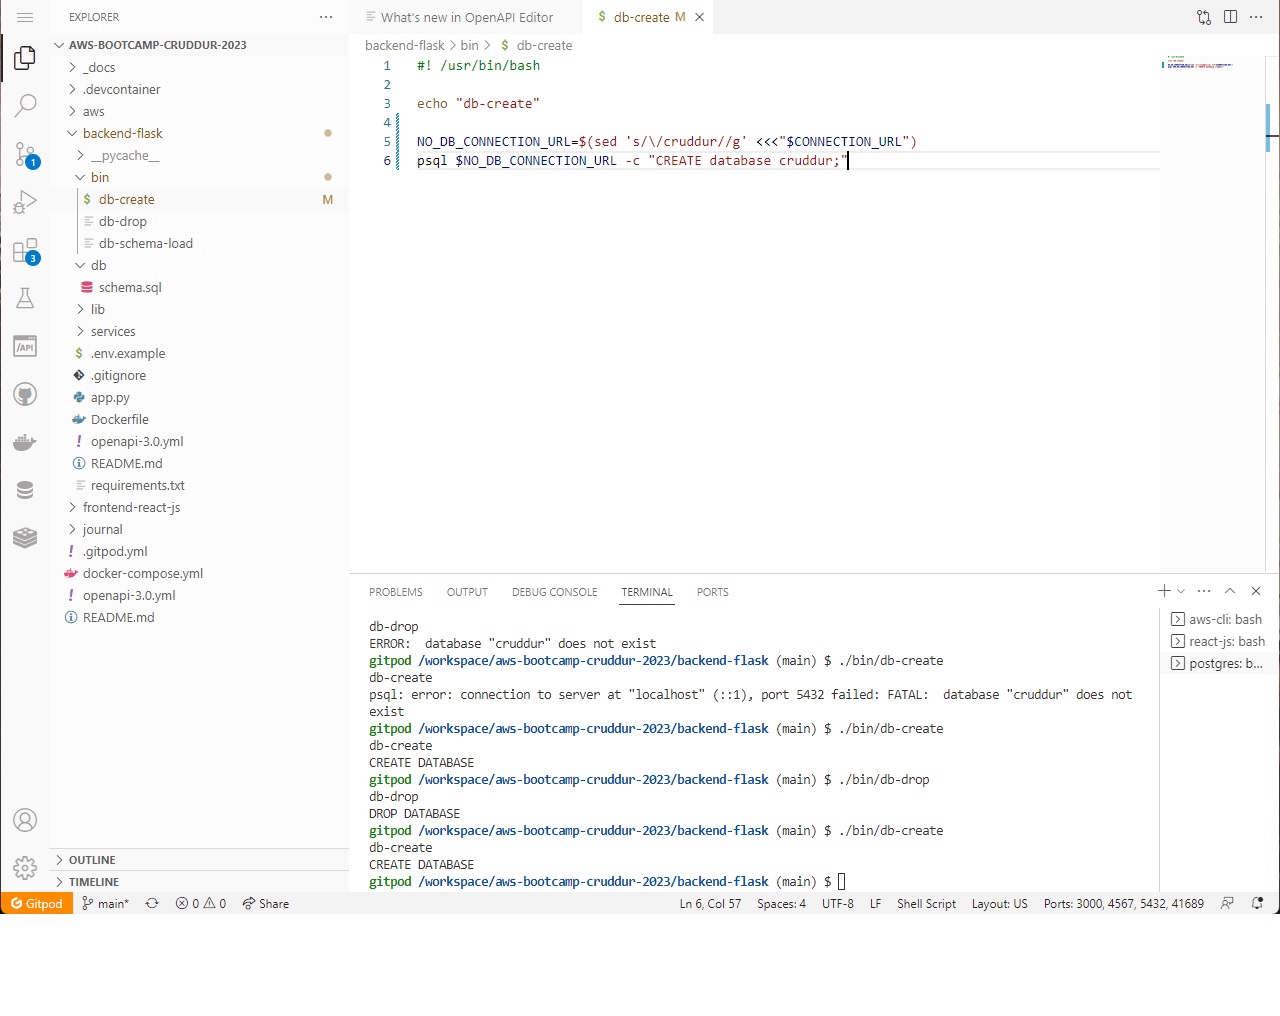 EXPLORER
···
What's new in OpenAPI Editor
$ db-create M
AWS-BOOTCAMP-CRUDDUR-2023
backend-flask > bin > $ db-create
_docs
.devcontainer
aws
backend-flask
__pycache__
bin
$ db-create M
db-drop
db-schema-load
db
schema.sql
lib
services
$ .env.example
.gitignore
app.py
Dockerfile
! openapi-3.0.yml
README.md
requirements.txt
frontend-react-js
journal
! .gitpod.yml
docker-compose.yml
! openapi-3.0.yml
README.md
OUTLINE
TIMELINE
1
3
/API
1 #! /usr/bin/bash
2
3 echo "db-create"
4
5 NO_DB_CONNECTION_URL=$(sed 's/\/cruddur//g' <<<"$CONNECTION_URL")
6 psql $NO_DB_CONNECTION_URL -c "CREATE database cruddur;"
PROBLEMS OUTPUT DEBUG CONSOLE TERMINAL PORTS
db-drop
ERROR:  database "cruddur" does not exist
gitpod /workspace/aws-bootcamp-cruddur-2023/backend-flask (main) $ ./bin/db-create
db-create
psql: error: connection to server at "localhost" (::1), port 5432 failed: FATAL:  database "cruddur" does not
exist
gitpod /workspace/aws-bootcamp-cruddur-2023/backend-flask (main) $ ./bin/db-create
db-create
CREATE DATABASE
gitpod /workspace/aws-bootcamp-cruddur-2023/backend-flask (main) $ ./bin/db-drop
db-drop
DROP DATABASE
gitpod /workspace/aws-bootcamp-cruddur-2023/backend-flask (main) $ ./bin/db-create
db-create
CREATE DATABASE
gitpod /workspace/aws-bootcamp-cruddur-2023/backend-flask (main) $
aws-cli: bash
react-js: bash
postgres: b...
Gitpod main* 0 0 Share Ln 6, Col 57 Spaces: 4 UTF-8 LF Shell Script Layout: US Ports: 3000, 4567, 5432, 41689